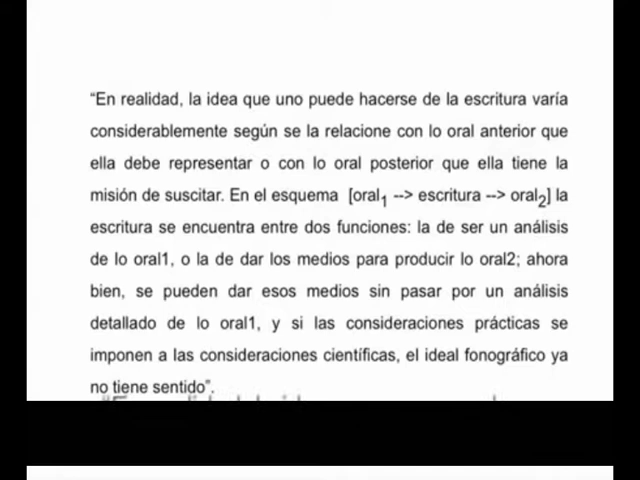 “En realidad, la idea que uno puede hacerse de la escritura varía
considerablemente según se la relacione con lo oral anterior que
ella debe representar o con lo oral posterior que ella tiene la
misión de suscitar. En el esquema [oral1 --> escritura --> oral2] la
escritura se encuentra entre dos funciones: la de ser un análisis
de lo oral1, o la de dar los medios para producir lo oral2; ahora
bien, se pueden dar esos medios sin pasar por un análisis
detallado de lo oral1, y si las consideraciones prácticas se
imponen a las consideraciones científicas, el ideal fonográfico ya
no tiene sentido”.